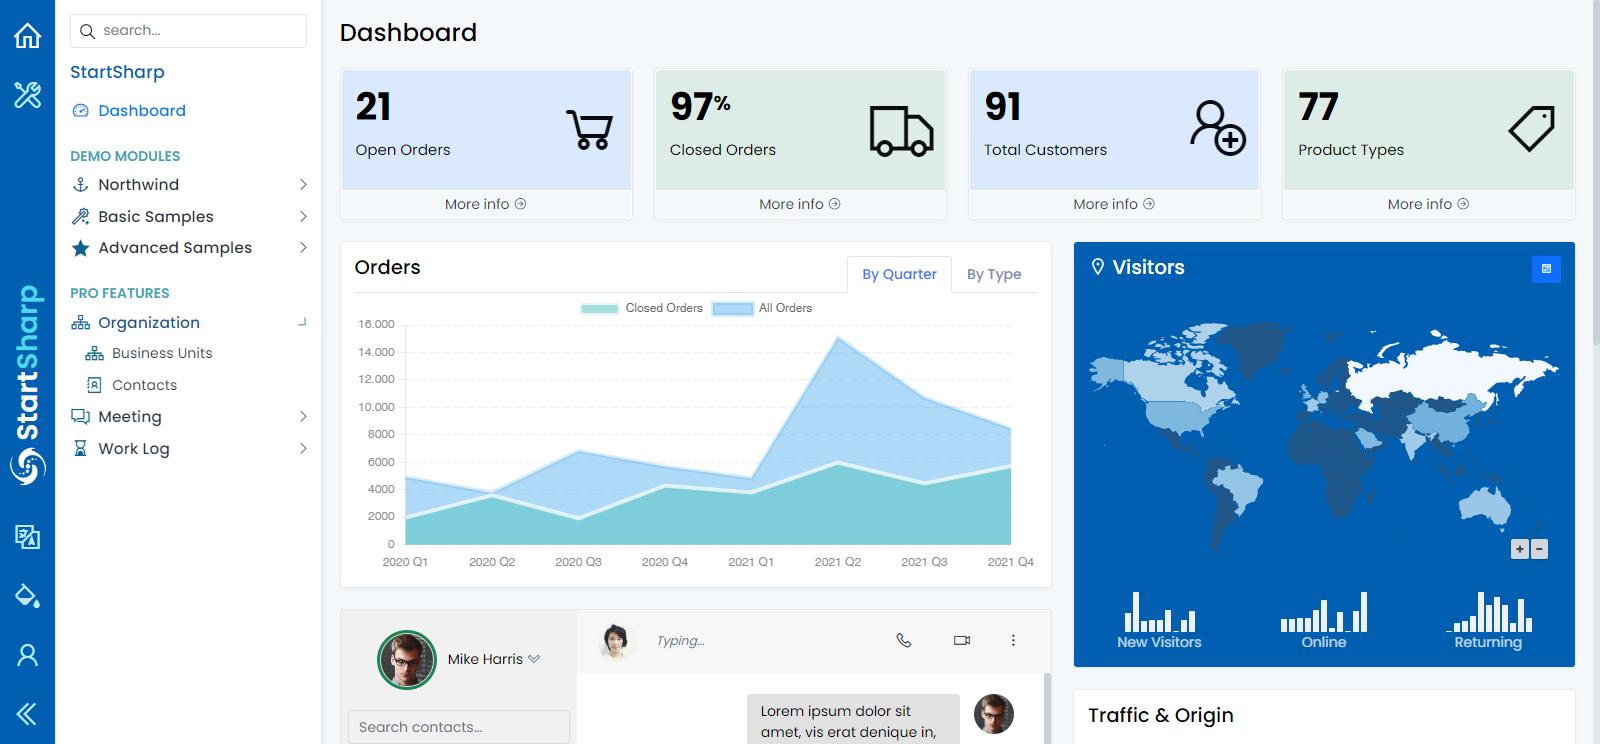 StartSharp
search...
StartSharp
Dashboard
DEMO MODULES
Northwind
Basic Samples
Advanced Samples
PRO FEATURES
Organization
Business Units
Contacts
Meeting
Work Log
Dashboard
21
Open Orders
More info
97%
Closed Orders
More info
91
Total Customers
More info
77
Product Types
More info
Orders
By Quarter By Type
Closed Orders All Orders
16.000
14.000
12.000
10.000
8000
6000
4000
2000
0
2020 Q1 2020 Q2 2020 Q3 2020 Q4 2021 Q1 2021 Q2 2021 Q3 2021 Q4
Visitors
+ −
New Visitors Online Returning
Mike Harris
Search contacts...
Typing...
Lorem ipsum dolor sit
amet, vis erat denique in,
Traffic & Origin